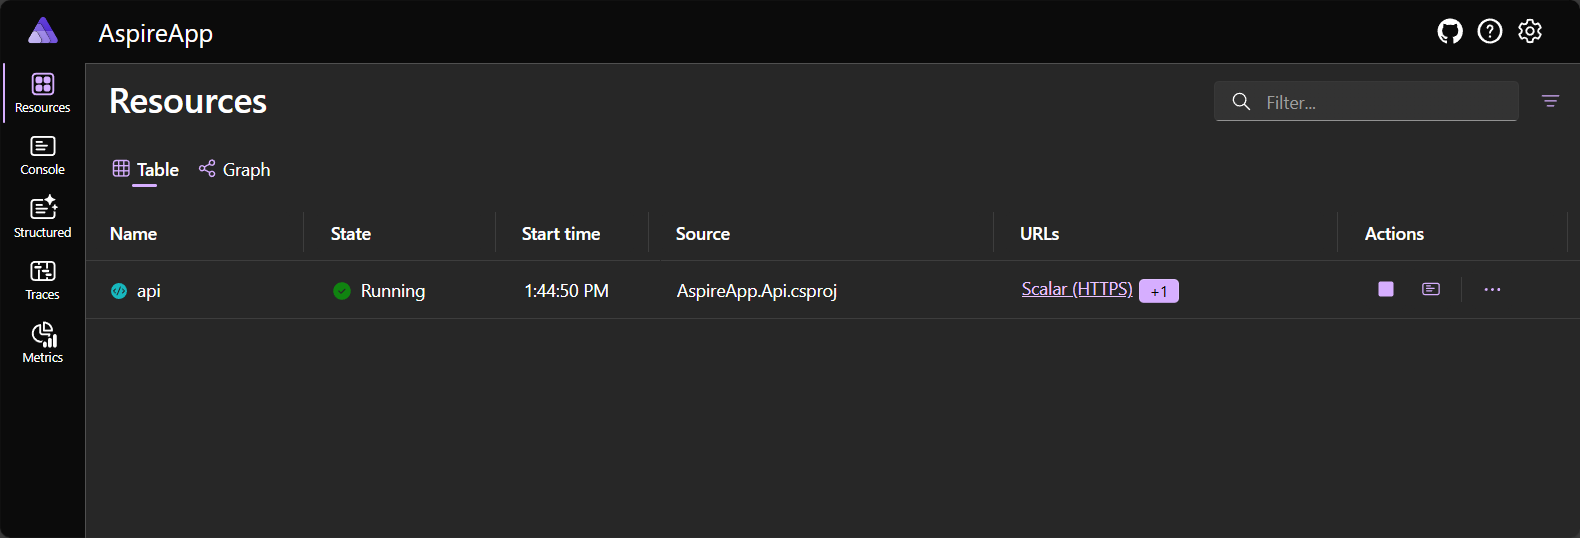 AspireApp
Resources
Console
Structured
Traces
Metrics
Resources
Filter...
Table Graph
Name State Start time Source URLs Actions
api Running 1:44:50 PM AspireApp.Api.csproj Scalar (HTTPS) +1